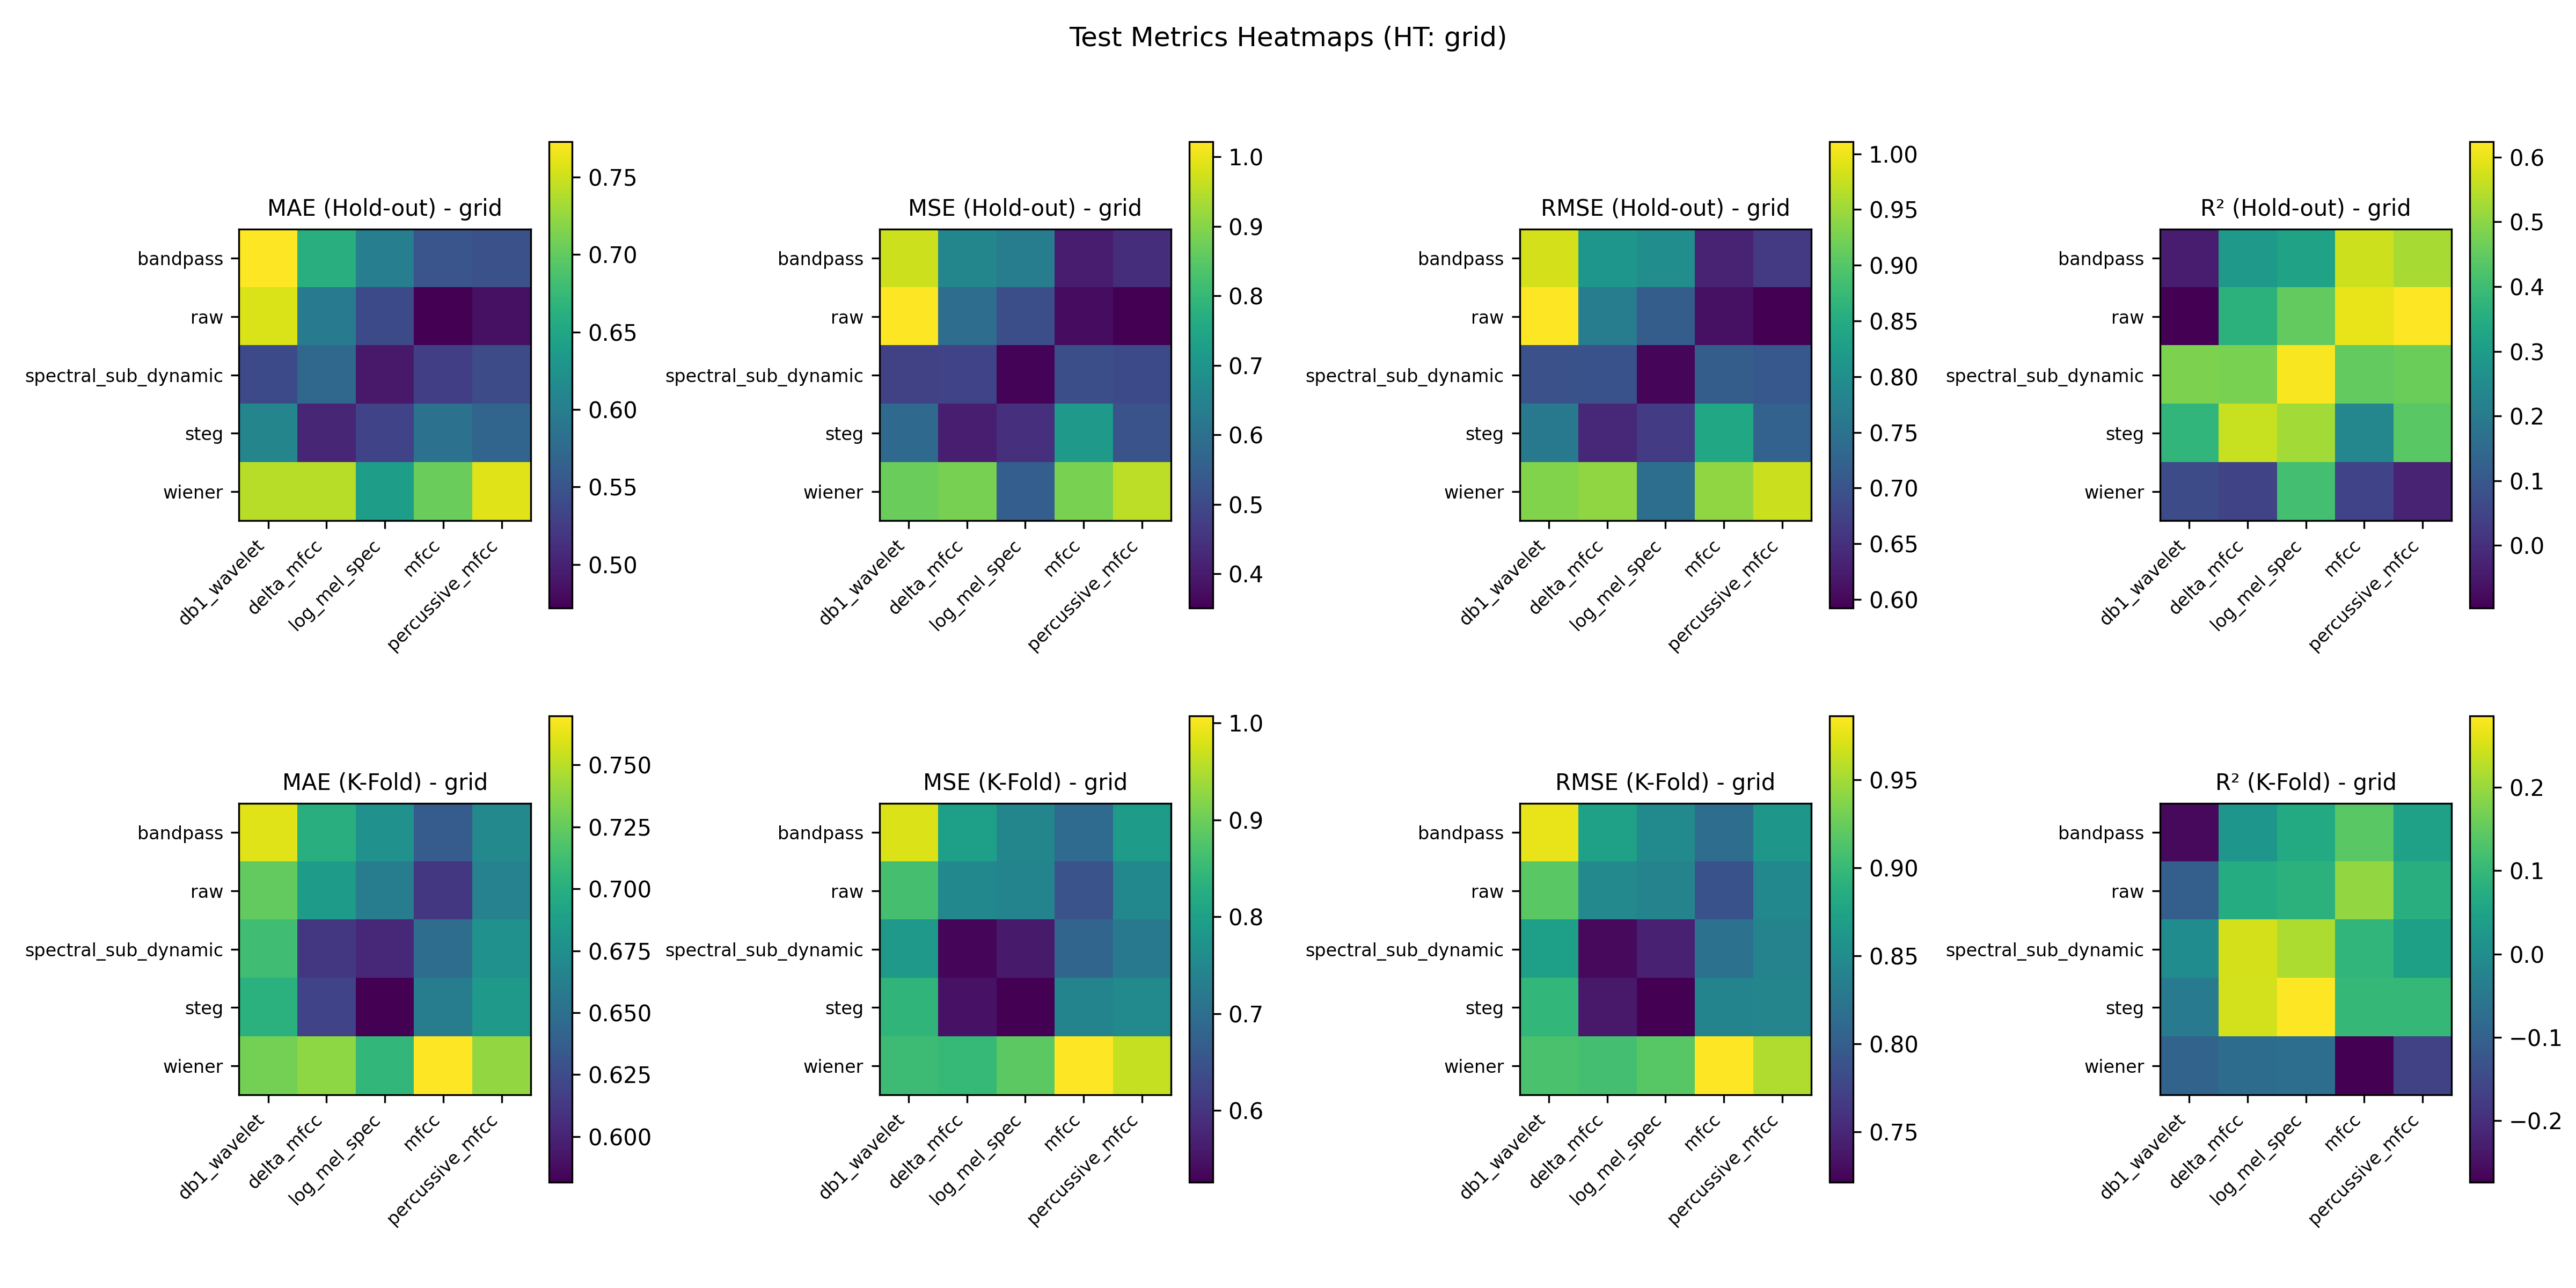 Test Metrics Heatmaps (HT: grid)
MAE (Hold-out) - grid
bandpass
raw
spectral_sub_dynamic
steg
wiener
db1_wavelet
delta_mfcc
log_mel_spec
mfcc
percussive_mfcc
0.75
0.70
0.65
0.60
0.55
0.50
MSE (Hold-out) - grid
bandpass
raw
spectral_sub_dynamic
steg
wiener
db1_wavelet
delta_mfcc
log_mel_spec
mfcc
percussive_mfcc
1.0
0.9
0.8
0.7
0.6
0.5
0.4
RMSE (Hold-out) - grid
bandpass
raw
spectral_sub_dynamic
steg
wiener
db1_wavelet
delta_mfcc
log_mel_spec
mfcc
percussive_mfcc
1.00
0.95
0.90
0.85
0.80
0.75
0.70
0.65
0.60
R² (Hold-out) - grid
bandpass
raw
spectral_sub_dynamic
steg
wiener
db1_wavelet
delta_mfcc
log_mel_spec
mfcc
percussive_mfcc
0.6
0.5
0.4
0.3
0.2
0.1
0.0
MAE (K-Fold) - grid
bandpass
raw
spectral_sub_dynamic
steg
wiener
db1_wavelet
delta_mfcc
log_mel_spec
mfcc
percussive_mfcc
0.750
0.725
0.700
0.675
0.650
0.625
0.600
MSE (K-Fold) - grid
bandpass
raw
spectral_sub_dynamic
steg
wiener
db1_wavelet
delta_mfcc
log_mel_spec
mfcc
percussive_mfcc
1.0
0.9
0.8
0.7
0.6
RMSE (K-Fold) - grid
bandpass
raw
spectral_sub_dynamic
steg
wiener
db1_wavelet
delta_mfcc
log_mel_spec
mfcc
percussive_mfcc
0.95
0.90
0.85
0.80
0.75
R² (K-Fold) - grid
bandpass
raw
spectral_sub_dynamic
steg
wiener
db1_wavelet
delta_mfcc
log_mel_spec
mfcc
percussive_mfcc
0.2
0.1
0.0
−0.1
−0.2